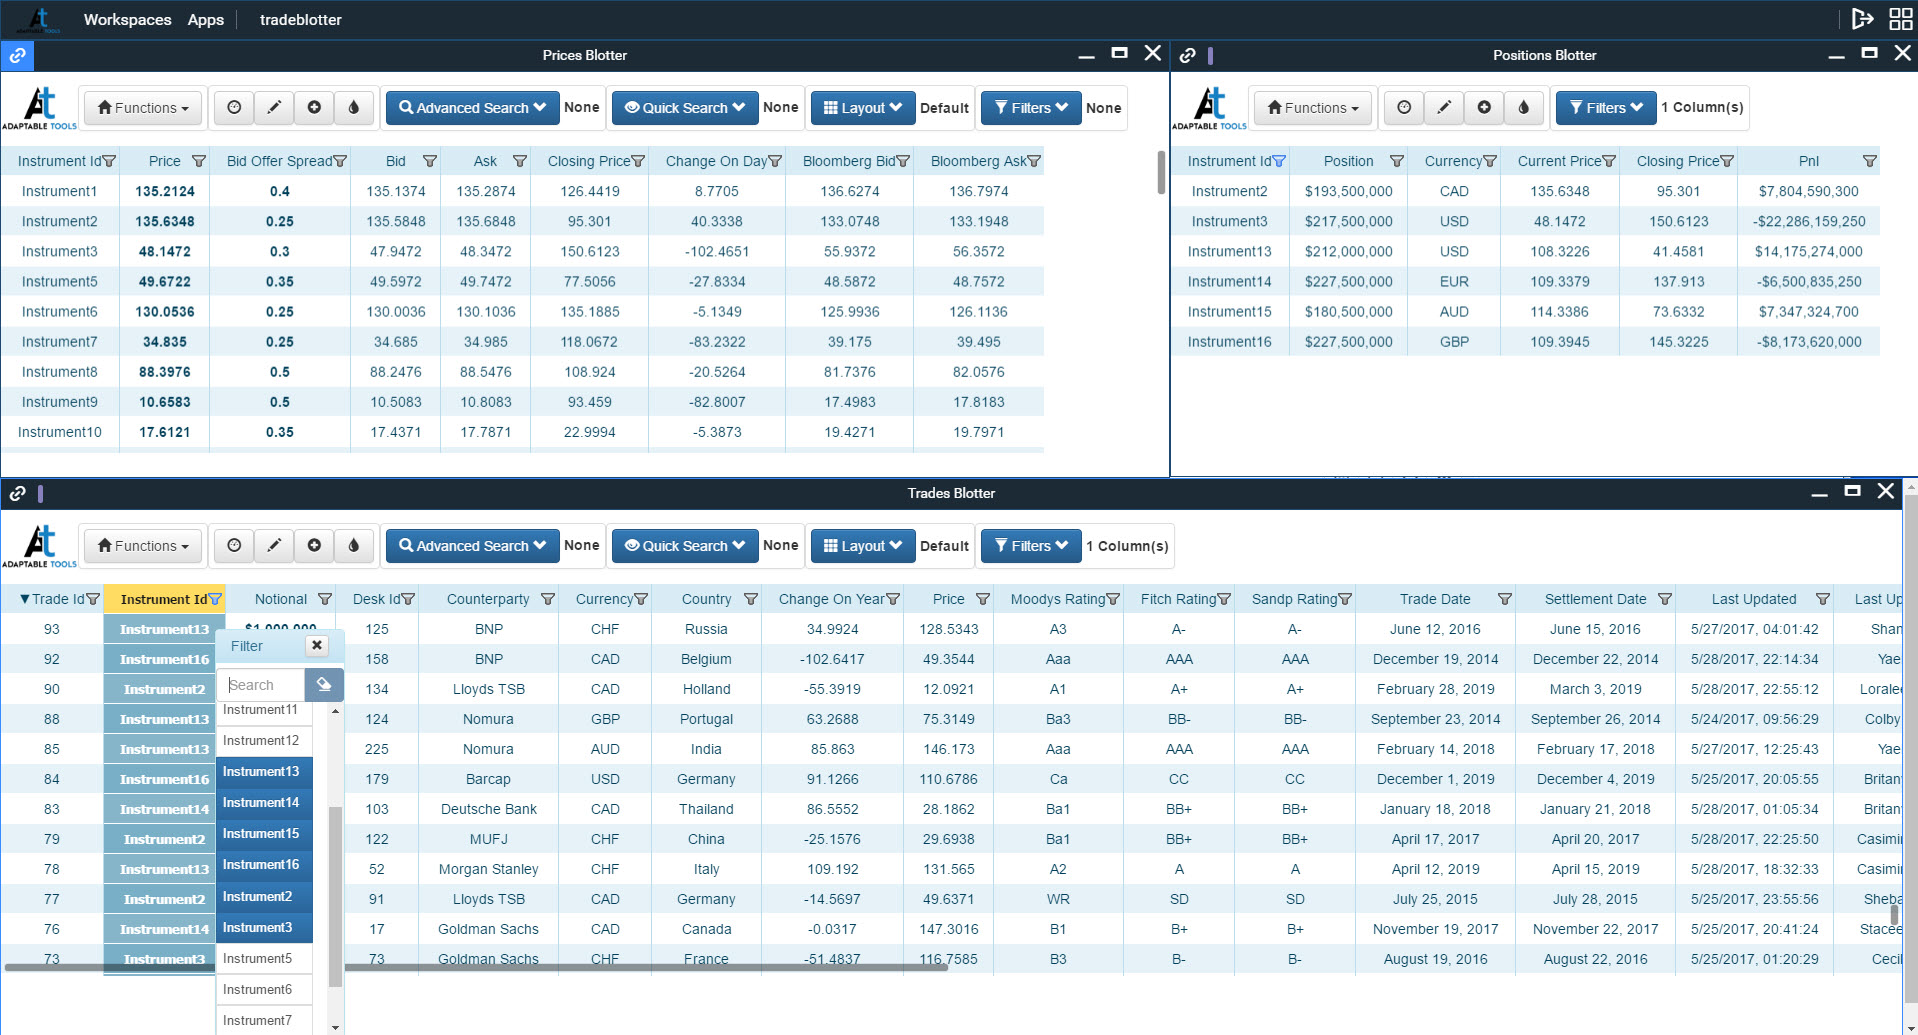 At ADAPTABLE TOOLS Workspaces Apps tradeblotter
Prices Blotter
At ADAPTABLE TOOLS Functions Advanced Search None Quick Search None Layout Default Filters None
Instrument Id Price Bid Offer Spread Bid Ask Closing Price Change On Day Bloomberg Bid Bloomberg Ask
Instrument1 135.2124 0.4 135.1374 135.2874 126.4419 8.7705 136.6274 136.7974
Instrument2 135.6348 0.25 135.5848 135.6848 95.301 40.3338 133.0748 133.1948
Instrument3 48.1472 0.3 47.9472 48.3472 150.6123 -102.4651 55.9372 56.3572
Instrument5 49.6722 0.35 49.5972 49.7472 77.5056 -27.8334 48.5872 48.7572
Instrument6 130.0536 0.25 130.0036 130.1036 135.1885 -5.1349 125.9936 126.1136
Instrument7 34.835 0.25 34.685 34.985 118.0672 -83.2322 39.175 39.495
Instrument8 88.3976 0.5 88.2476 88.5476 108.924 -20.5264 81.7376 82.0576
Instrument9 10.6583 0.5 10.5083 10.8083 93.459 -82.8007 17.4983 17.8183
Instrument10 17.6121 0.35 17.4371 17.7871 22.9994 -5.3873 19.4271 19.7971
Positions Blotter
At ADAPTABLE TOOLS Functions Filters 1 Column(s)
Instrument Id Position Currency Current Price Closing Price Pnl
Instrument2 $193,500,000 CAD 135.6348 95.301 $7,804,590,300
Instrument3 $217,500,000 USD 48.1472 150.6123 -$22,286,159,250
Instrument13 $212,000,000 USD 108.3226 41.4581 $14,175,274,000
Instrument14 $227,500,000 EUR 109.3379 137.913 -$6,500,835,250
Instrument15 $180,500,000 AUD 114.3386 73.6332 $7,347,324,700
Instrument16 $227,500,000 GBP 109.3945 145.3225 -$8,173,620,000
Trades Blotter
At ADAPTABLE TOOLS Functions Advanced Search None Quick Search None Layout Default Filters 1 Column(s)
Trade Id Instrument Id Notional Desk Id Counterparty Currency Country Change On Year Price Moodys Rating Fitch Rating Sandp Rating Trade Date Settlement Date Last Updated Last Up
93 Instrument13 $1,000,000 125 BNP CHF Russia 34.9924 128.5343 A3 A- A- June 12, 2016 June 15, 2016 5/27/2017, 04:01:42 Shan
92 Instrument16 158 BNP CAD Belgium -102.6417 49.3544 Aaa AAA AAA December 19, 2014 December 22, 2014 5/28/2017, 22:14:34 Yae
90 Instrument2 134 Lloyds TSB CAD Holland -55.3919 12.0921 A1 A+ A+ February 28, 2019 March 3, 2019 5/28/2017, 22:55:12 Loralee
88 Instrument13 124 Nomura GBP Portugal 63.2688 75.3149 Ba3 BB- BB- September 23, 2014 September 26, 2014 5/24/2017, 09:56:29 Colby
85 Instrument13 225 Nomura AUD India 85.863 146.173 Aaa AAA AAA February 14, 2018 February 17, 2018 5/27/2017, 12:25:43 Yae
84 Instrument16 179 Barcap USD Germany 91.1266 110.6786 Ca CC CC December 1, 2019 December 4, 2019 5/25/2017, 20:05:55 Britan
83 Instrument14 103 Deutsche Bank CAD Thailand 86.5552 28.1862 Ba1 BB+ BB+ January 18, 2018 January 21, 2018 5/28/2017, 01:05:34 Britan
79 Instrument2 122 MUFJ CHF China -25.1576 29.6938 Ba1 BB+ BB+ April 17, 2017 April 20, 2017 5/28/2017, 22:25:50 Casimi
78 Instrument13 52 Morgan Stanley CHF Italy 109.192 131.565 A2 A A April 12, 2019 April 15, 2019 5/28/2017, 18:32:33 Casimi
77 Instrument2 91 Lloyds TSB CAD Germany -14.5697 49.6371 WR SD SD July 25, 2015 July 28, 2015 5/25/2017, 23:55:56 Sheba
76 Instrument14 17 Goldman Sachs CAD Canada -0.0317 147.3016 B1 B+ B+ November 19, 2017 November 22, 2017 5/25/2017, 20:41:24 Stacee
73 Instrument3 73 Goldman Sachs CHF France -51.4837 116.7585 B3 B- B- August 19, 2016 August 22, 2016 5/25/2017, 01:20:29 Cecil
Filter
Search
Instrument11
Instrument12
Instrument13
Instrument14
Instrument15
Instrument16
Instrument2
Instrument3
Instrument5
Instrument6
Instrument7